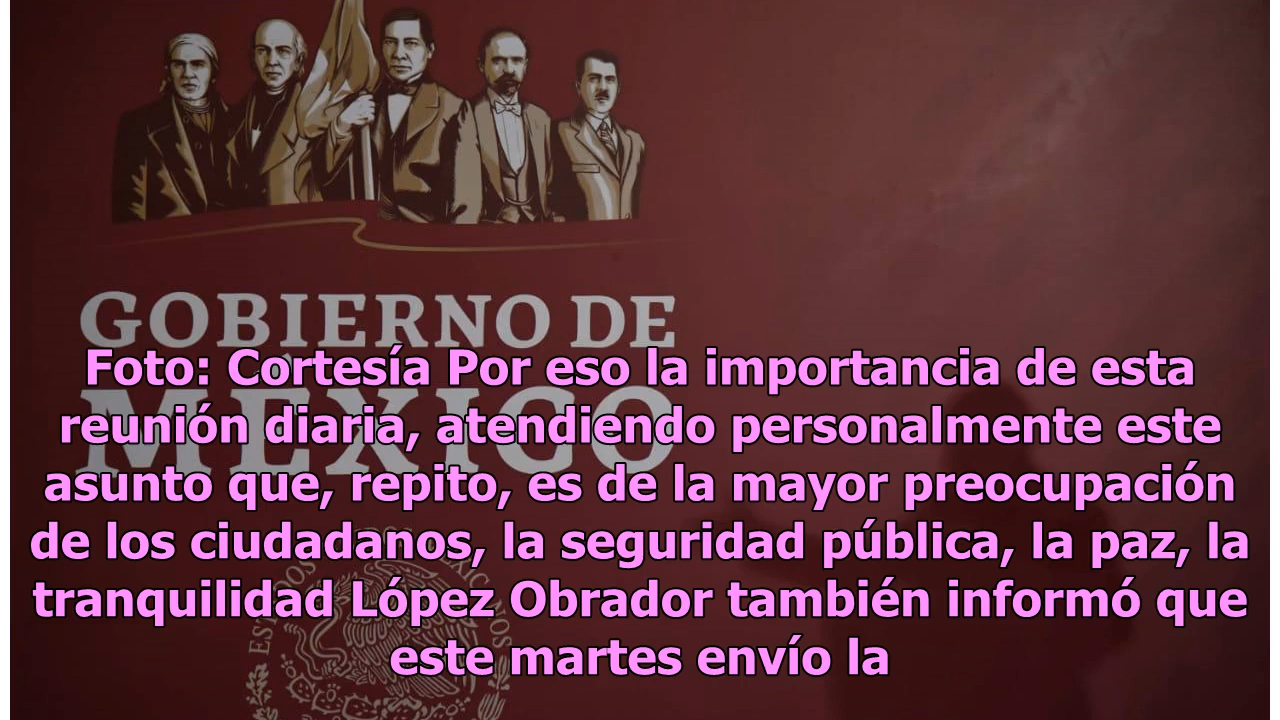 GOBIERNO DE
MÉXICO
Foto: Cortesía Por eso la importancia de esta
reunión diaria, atendiendo personalmente este
asunto que, repito, es de la mayor preocupación
de los ciudadanos, la seguridad pública, la paz, la
tranquilidad López Obrador también informó que
este martes envío la